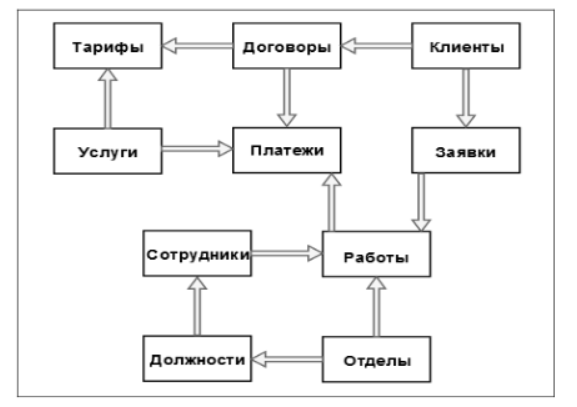 Тарифы
Договоры
Клиенты
Услуги
Платежи
Заявки
Сотрудники
Работы
Должности
Отделы